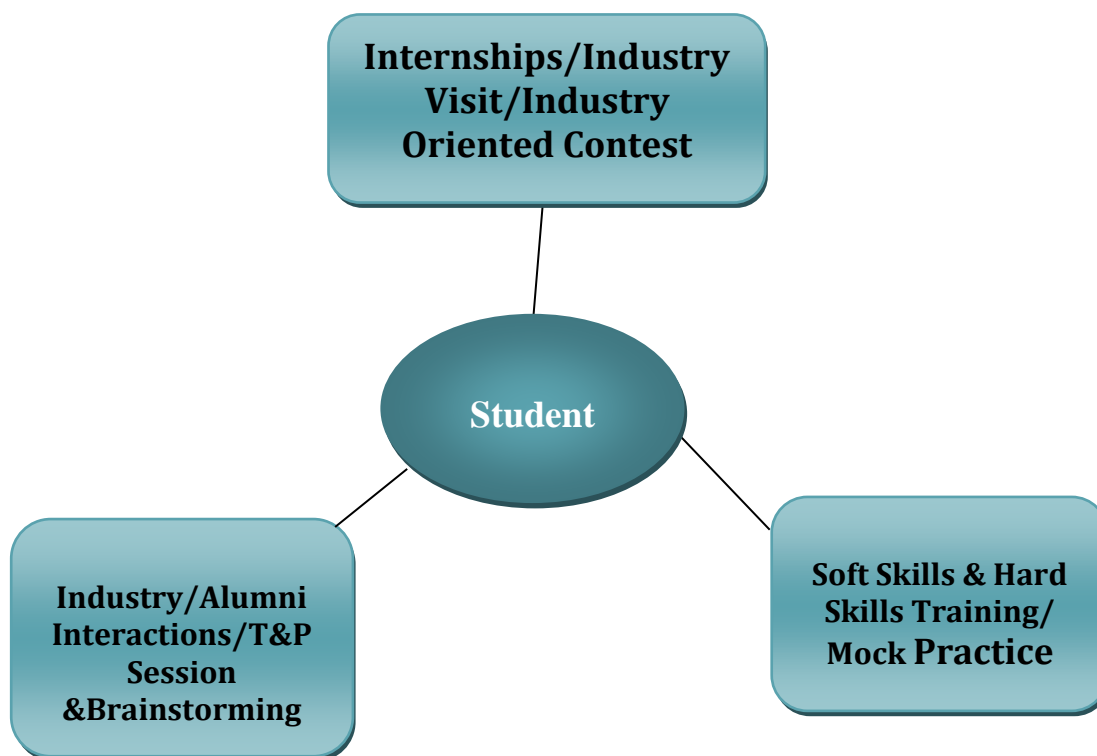 Internships/Industry
Visit/Industry
Oriented Contest
Student
Industry/Alumni
Interactions/T&P
Session
&Brainstorming
Soft Skills & Hard
Skills Training/
Mock Practice